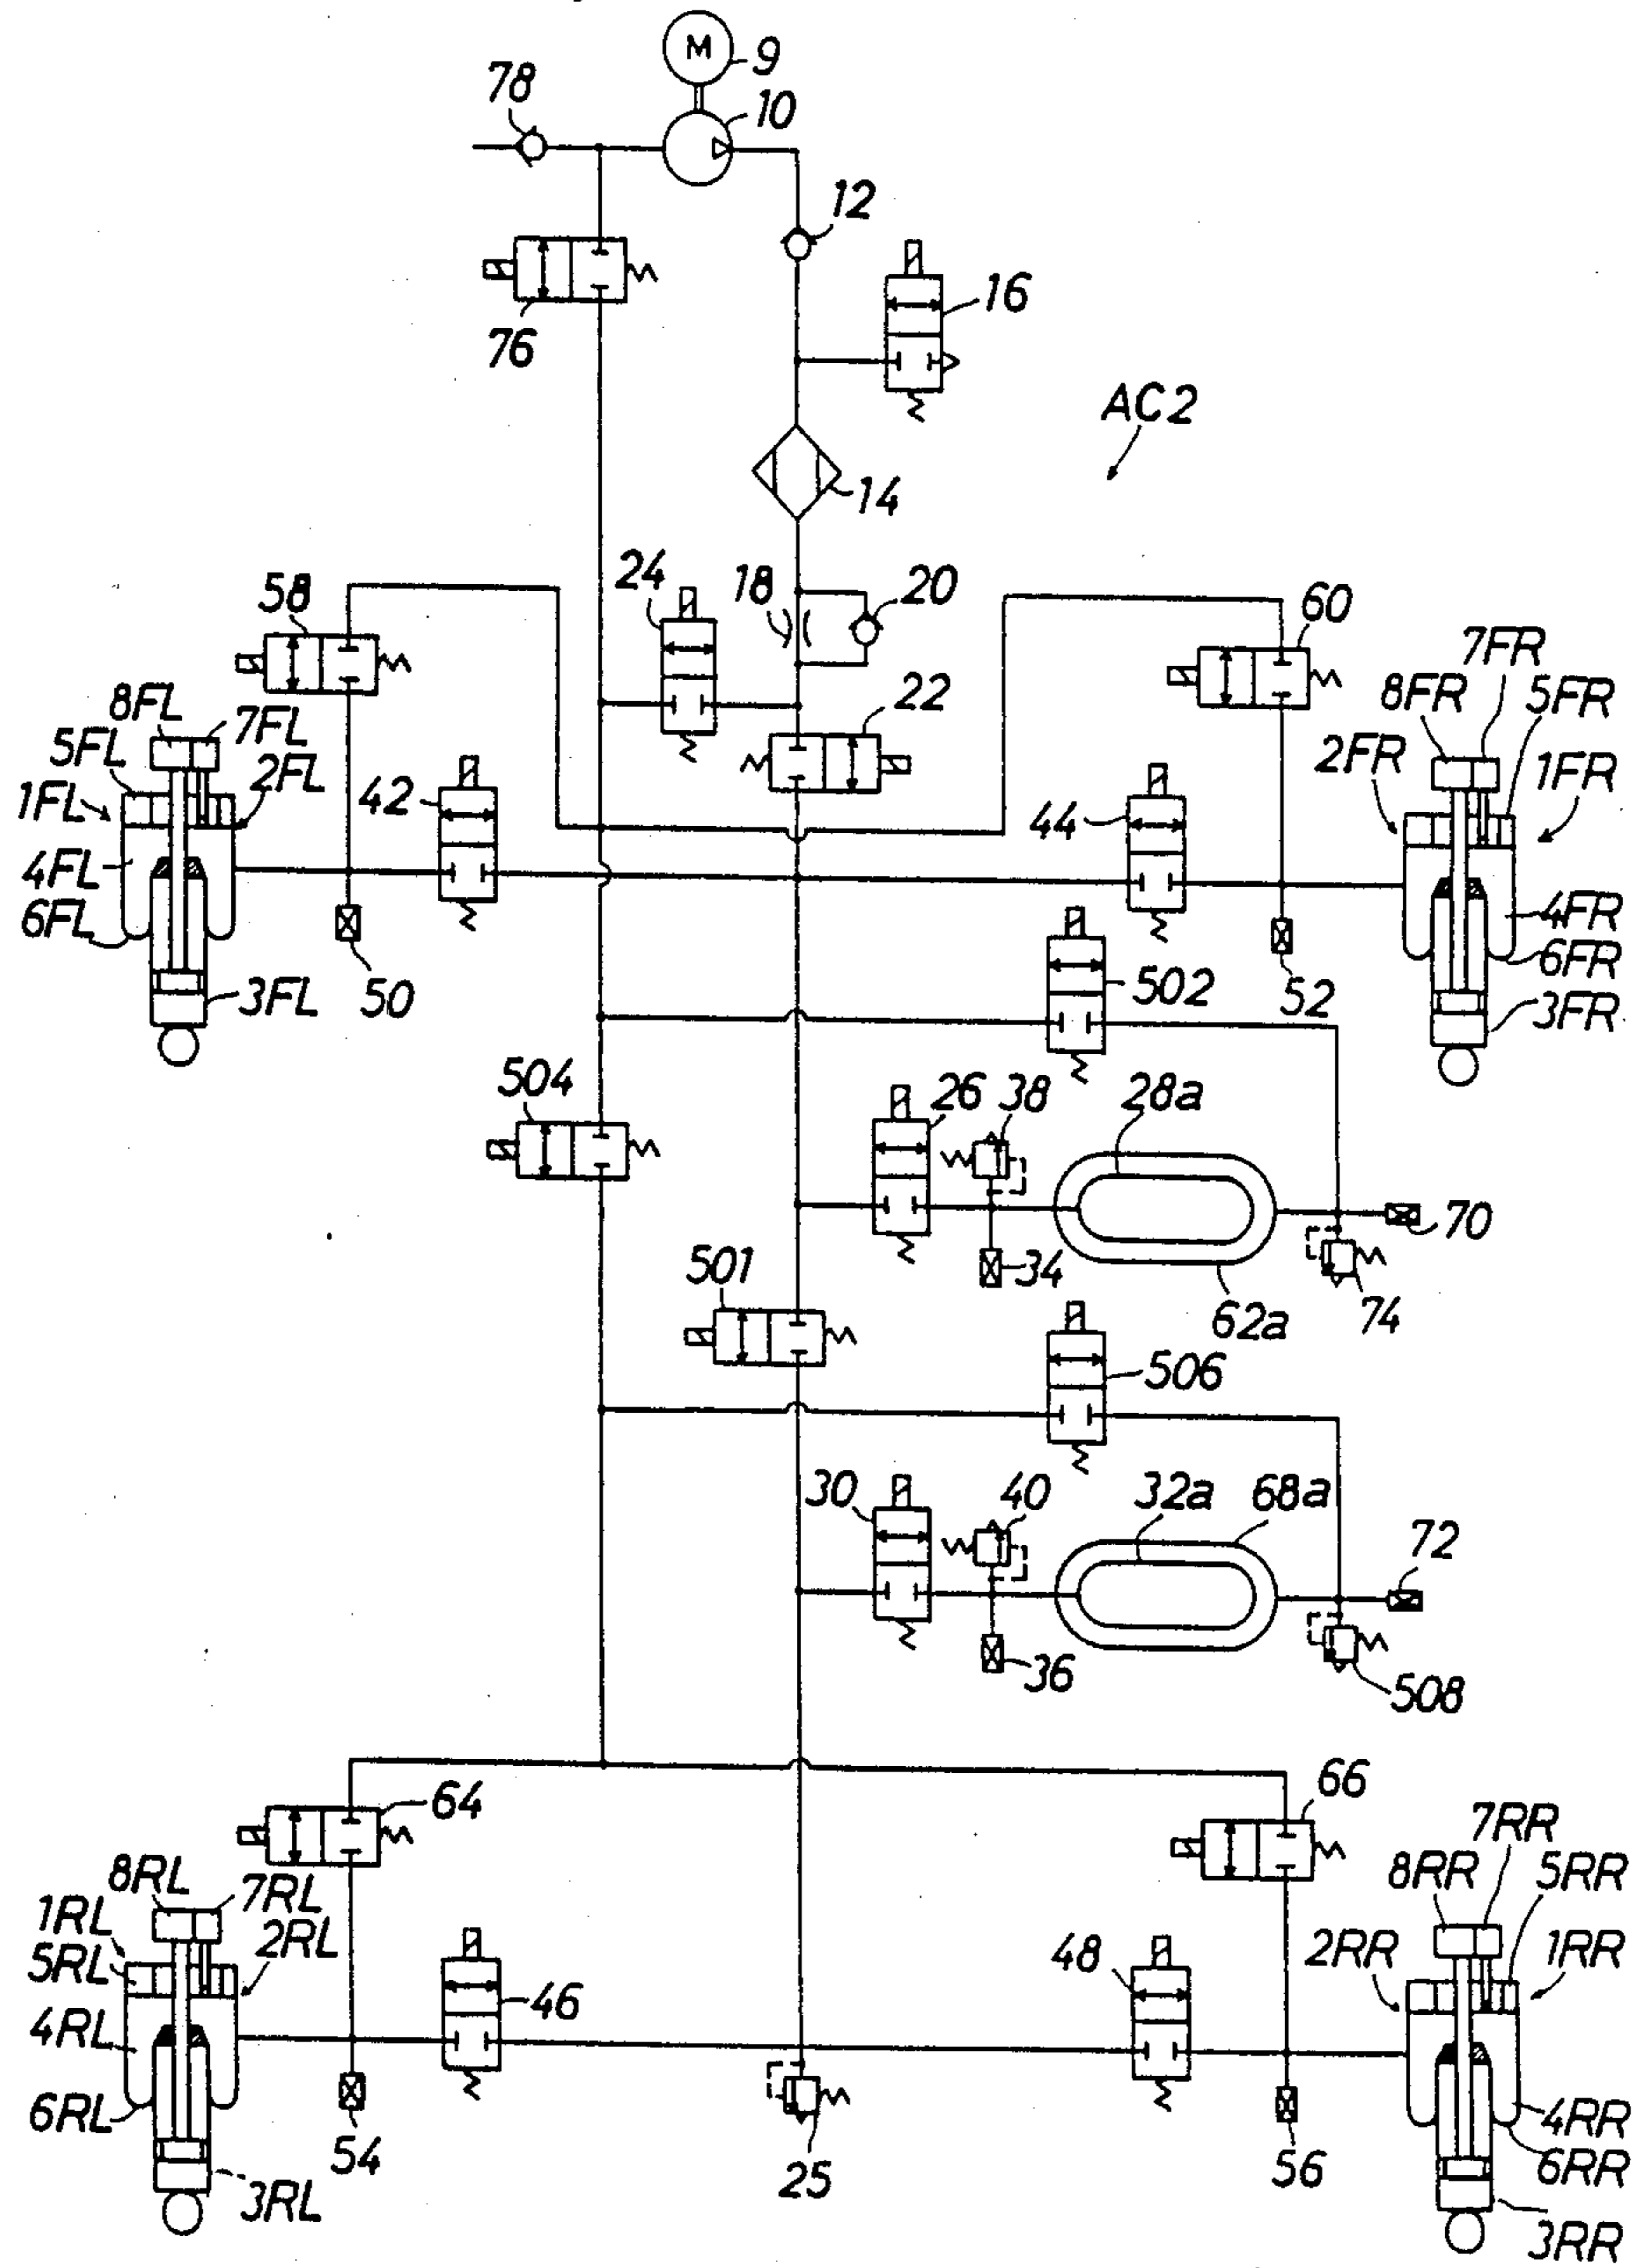 M
9
78
10
12
16
76
AC2
14
24
18
20
58
60
7FR
8FL
7FL
22
8FR
5FR
5FL
2FL
2FR
1FR
1FL
42
44
4FL
6FL
4FR
502
6FR
3FL
50
52
3FR
504
26
38
28a
34
70
501
62a
74
506
30
40
32a
68a
72
36
508
64
66
7RR
8RL
7RL
8RR
5RR
1RL
2RL
48
2RR
1RR
5RL
46
4RL
6RL
4RR
54
25
56
6RR
3RL
3RR